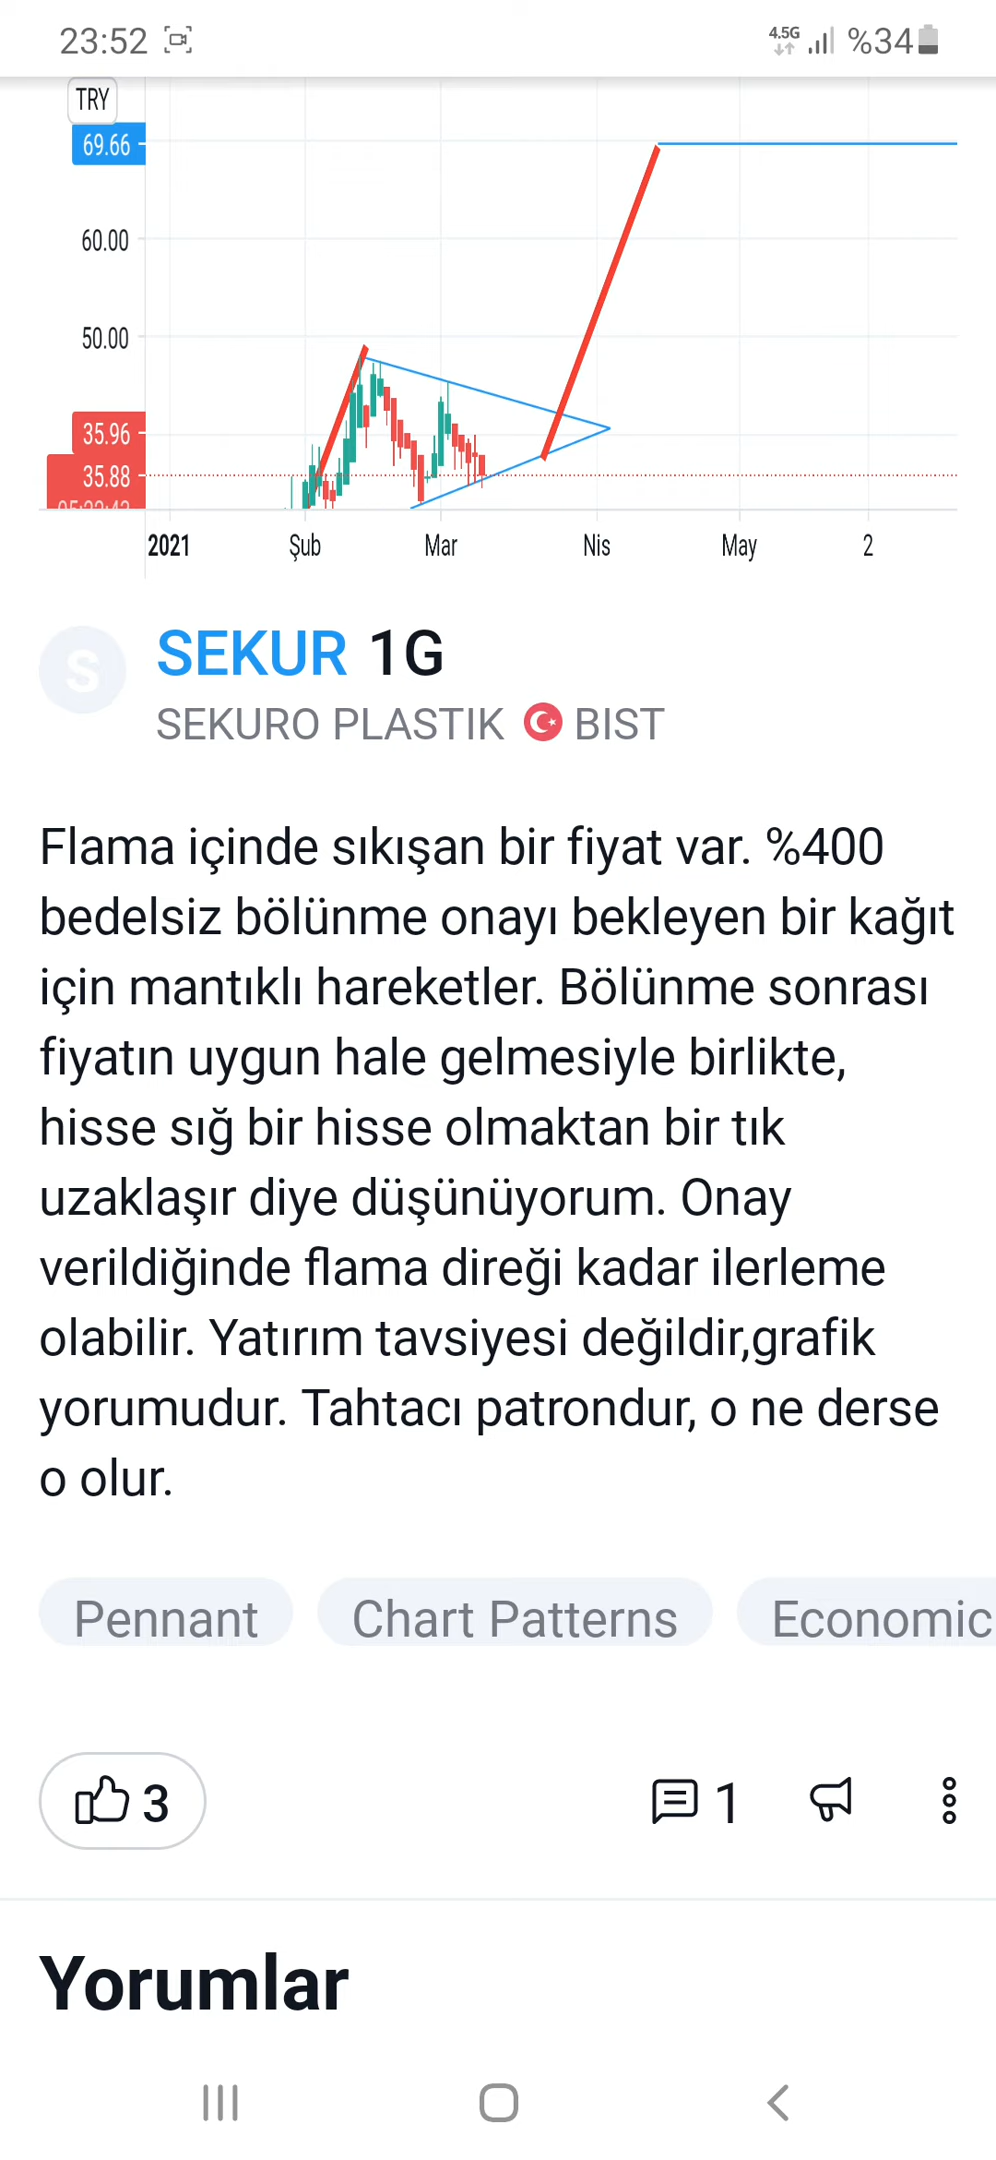 23:52 4.5G %34
TRY
69.66
60.00
50.00
35.96
35.88
2021 Şub Mar Nis May 2
S
SEKUR 1G
SEKURO PLASTIK BIST
Flama içinde sıkışan bir fiyat var. %400
bedelsiz bölünme onayı bekleyen bir kağıt
için mantıklı hareketler. Bölünme sonrası
fiyatın uygun hale gelmesiyle birlikte,
hisse sığ bir hisse olmaktan bir tık
uzaklaşır diye düşünüyorum. Onay
verildiğinde flama direği kadar ilerleme
olabilir. Yatırım tavsiyesi değildir,grafik
yorumudur. Tahtacı patrondur, o ne derse
o olur.
Pennant Chart Patterns Economic
3 1
Yorumlar